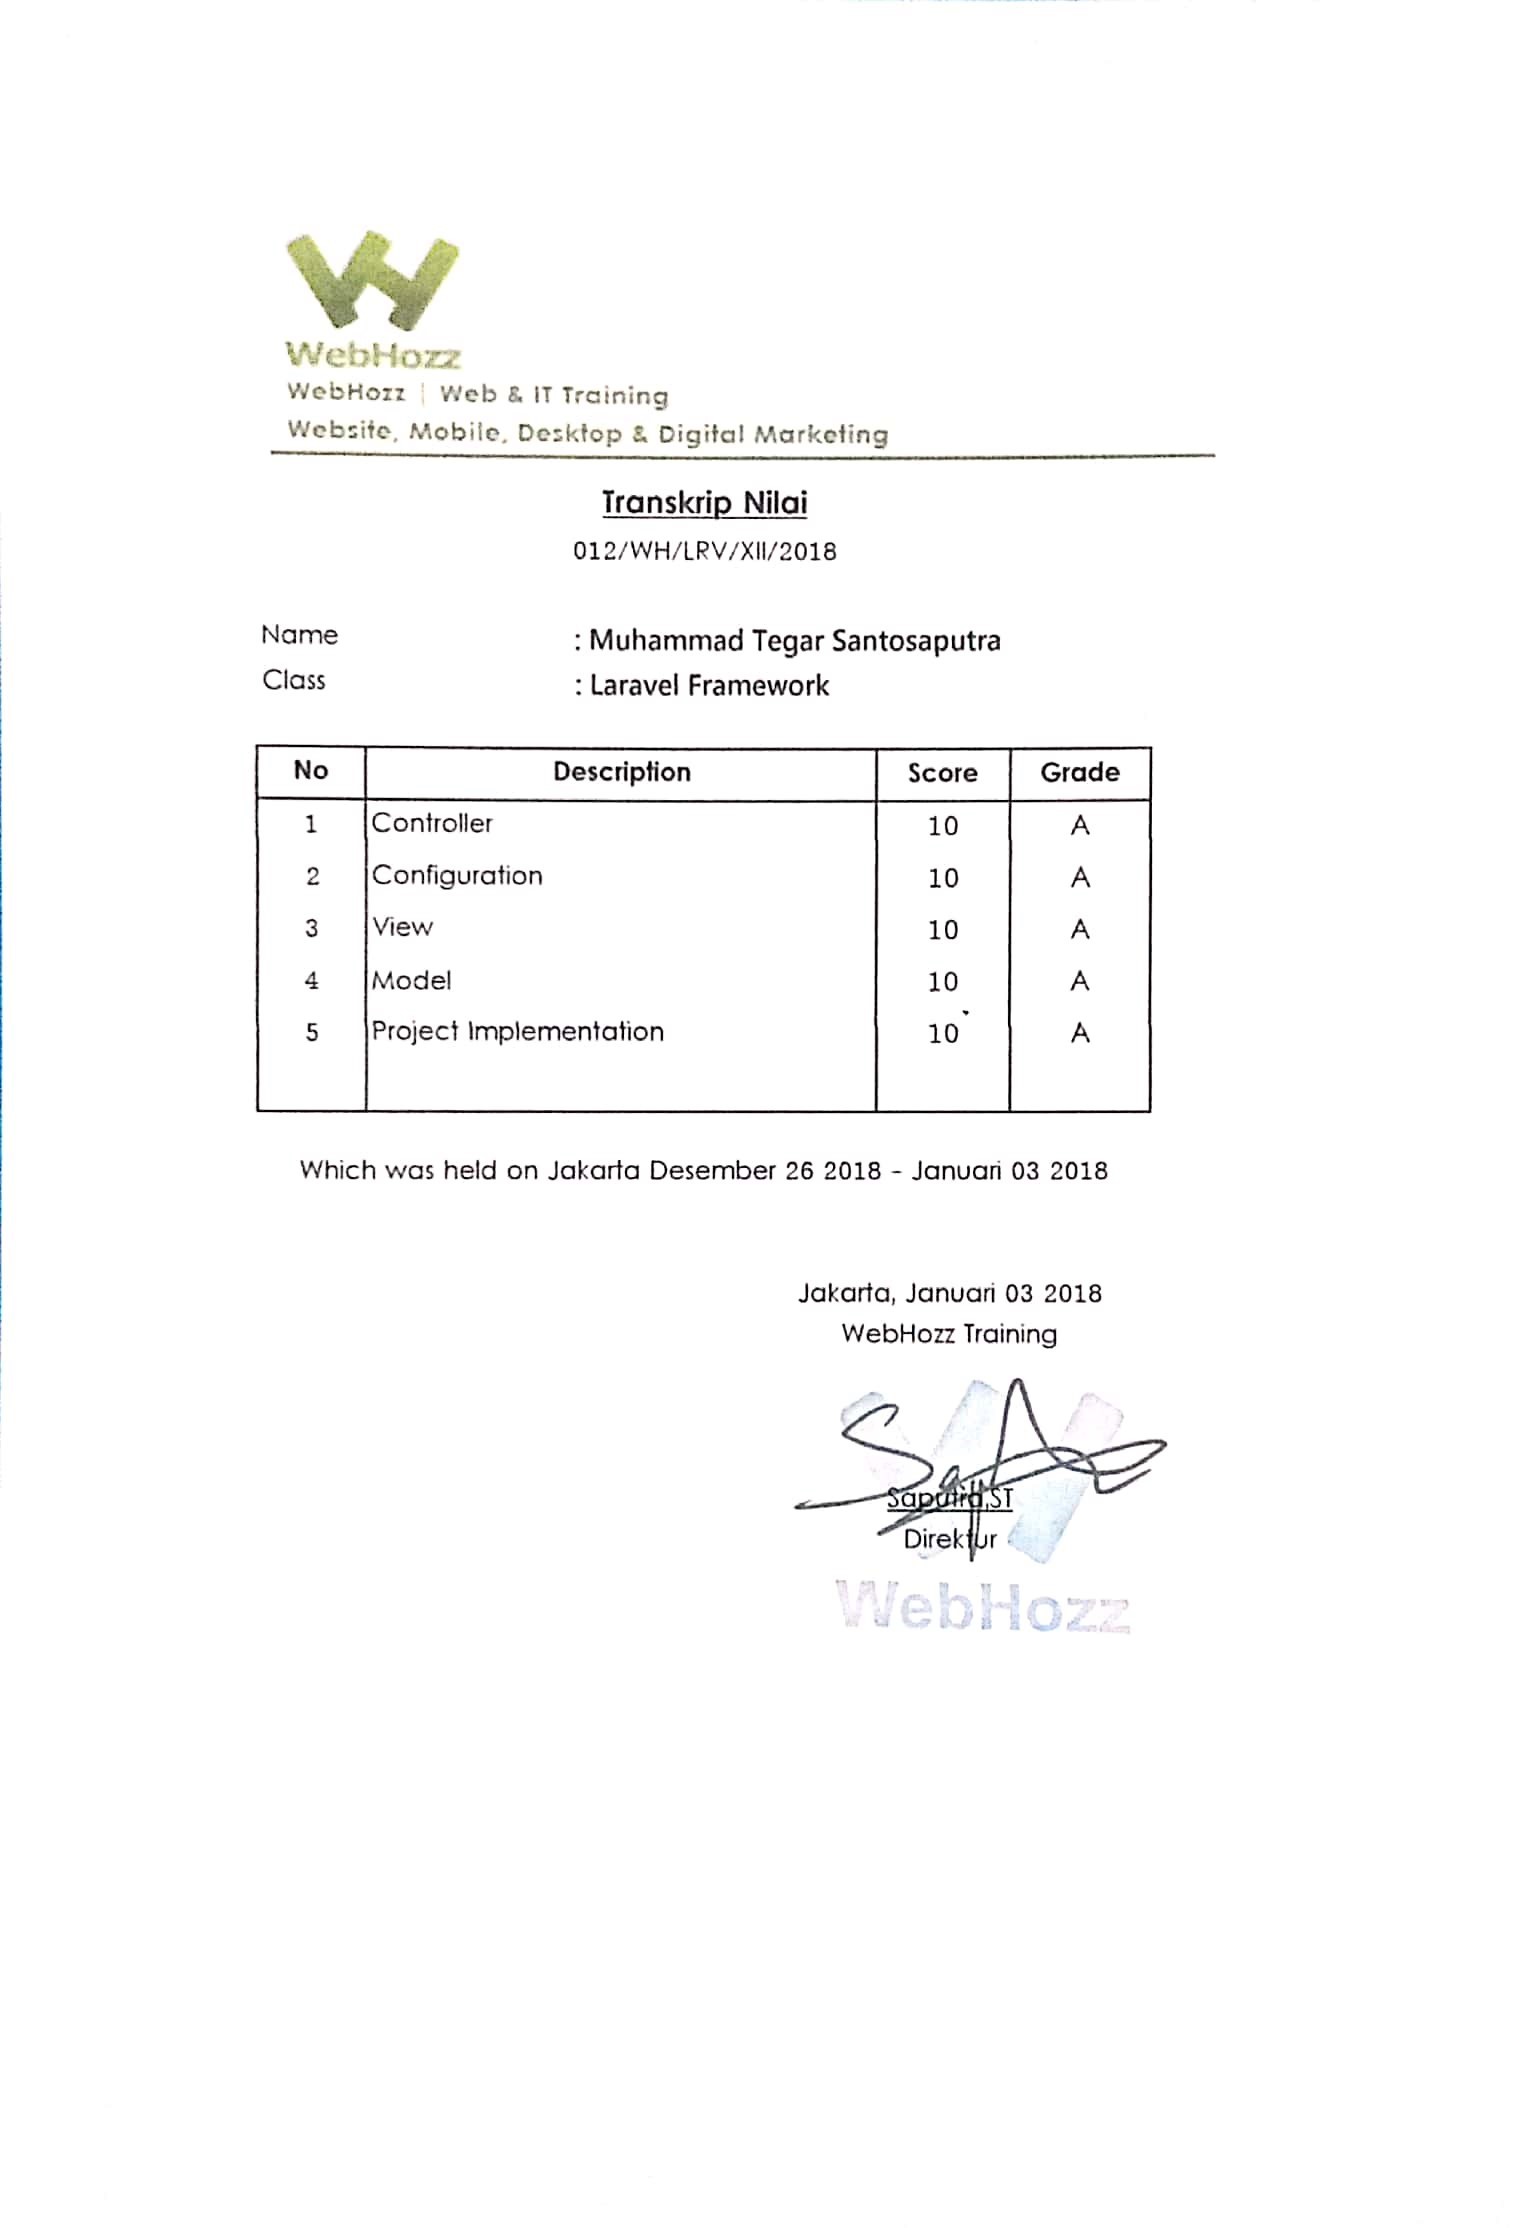 WebHozz
WebHozz | Web & IT Training
Website, Mobile, Desktop & Digital Marketing
Transkrip Nilai
012/WH/LRV/XII/2018
Name : Muhammad Tegar Santosaputra
Class : Laravel Framework
No Description Score Grade
1 Controller 10 A
2 Configuration 10 A
3 View 10 A
4 Model 10 A
5 Project Implementation 10 A
Which was held on Jakarta Desember 26 2018 - Januari 03 2018
Jakarta, Januari 03 2018
WebHozz Training
Saputra,ST
Direktur
WebHozz